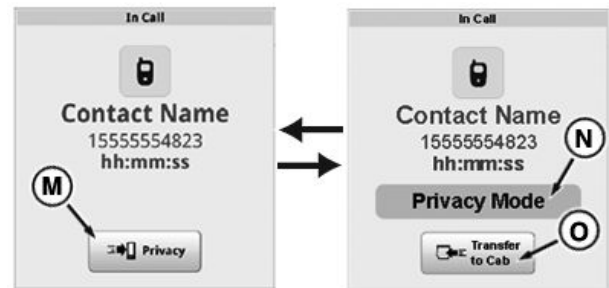 In Call
Contact Name
15555554823
hh:mm:ss
M
Privacy
In Call
Contact Name
15555554823
hh:mm:ss
N
Privacy Mode
O
Transfer
to Cab